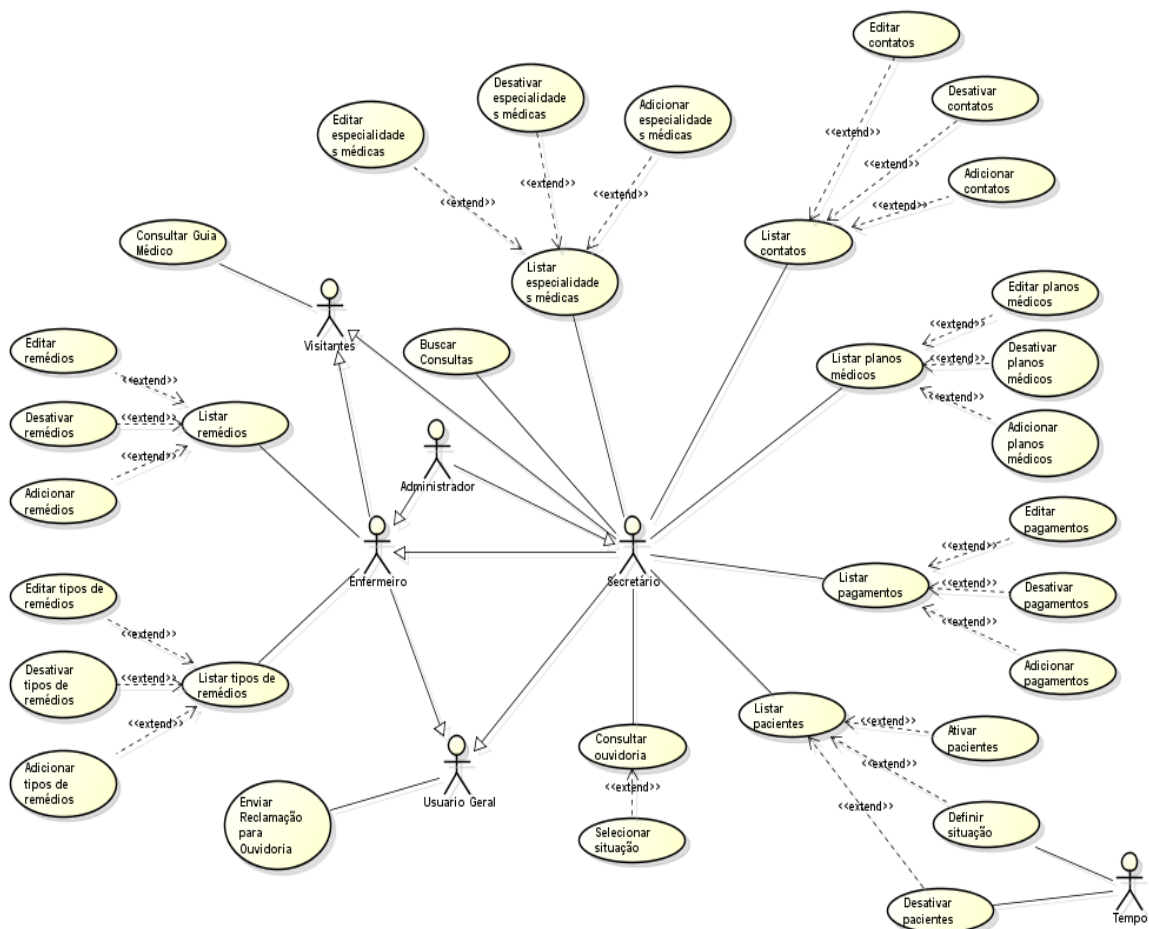 Editar
contatos
Desativar
especialidade
s médicas
Desativar
contatos
Editar
especialidade
s médicas
Adicionar
especialidade
s médicas
<<extend>>
<<extend>>
Adicionar
contatos
<<extend>>
<<extend>>
<<extend>>
<<extend>>
Consultar Guia
Médico
Listar
contatos
Listar
especialidade
s médicas
Editar planos
médicos
<<extend>>
Visitantes
Buscar
Consultas
Editar
remédios
Listar planos
médicos
<<extend>>
Desativar
planos
médicos
<<extend>>
<<extend>>
Desativar
remédios
<<extend>>
Listar
remédios
<<extend>>
Adicionar
planos
médicos
Adicionar
remédios
Administrador
Editar
pagamentos
<<extend>>
Enfermeiro
Secretário
Listar
pagamentos
<<extend>>
Desativar
pagamentos
Editar tipos de
remédios
<<extend>>
<<extend>>
Adicionar
pagamentos
Desativar
tipos de
remédios
<<extend>>
Listar tipos de
remédios
<<extend>>
Listar
pacientes
<<extend>>
Ativar
pacientes
Consultar
ouvidoria
<<extend>>
Adicionar
tipos de
remédios
Usuario Geral
<<extend>>
<<extend>>
Enviar
Reclamação
para
Ouvidoria
Selecionar
situação
Definir
situação
Desativar
pacientes
Tempo